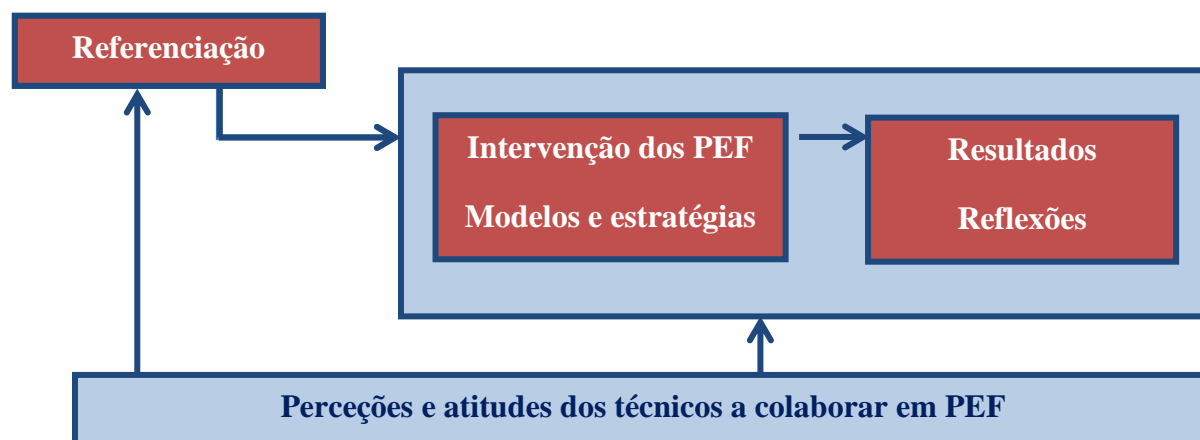 Referenciação
Intervenção dos PEF
Modelos e estratégias
Resultados
Reflexões
Perceções e atitudes dos técnicos a colaborar em PEF